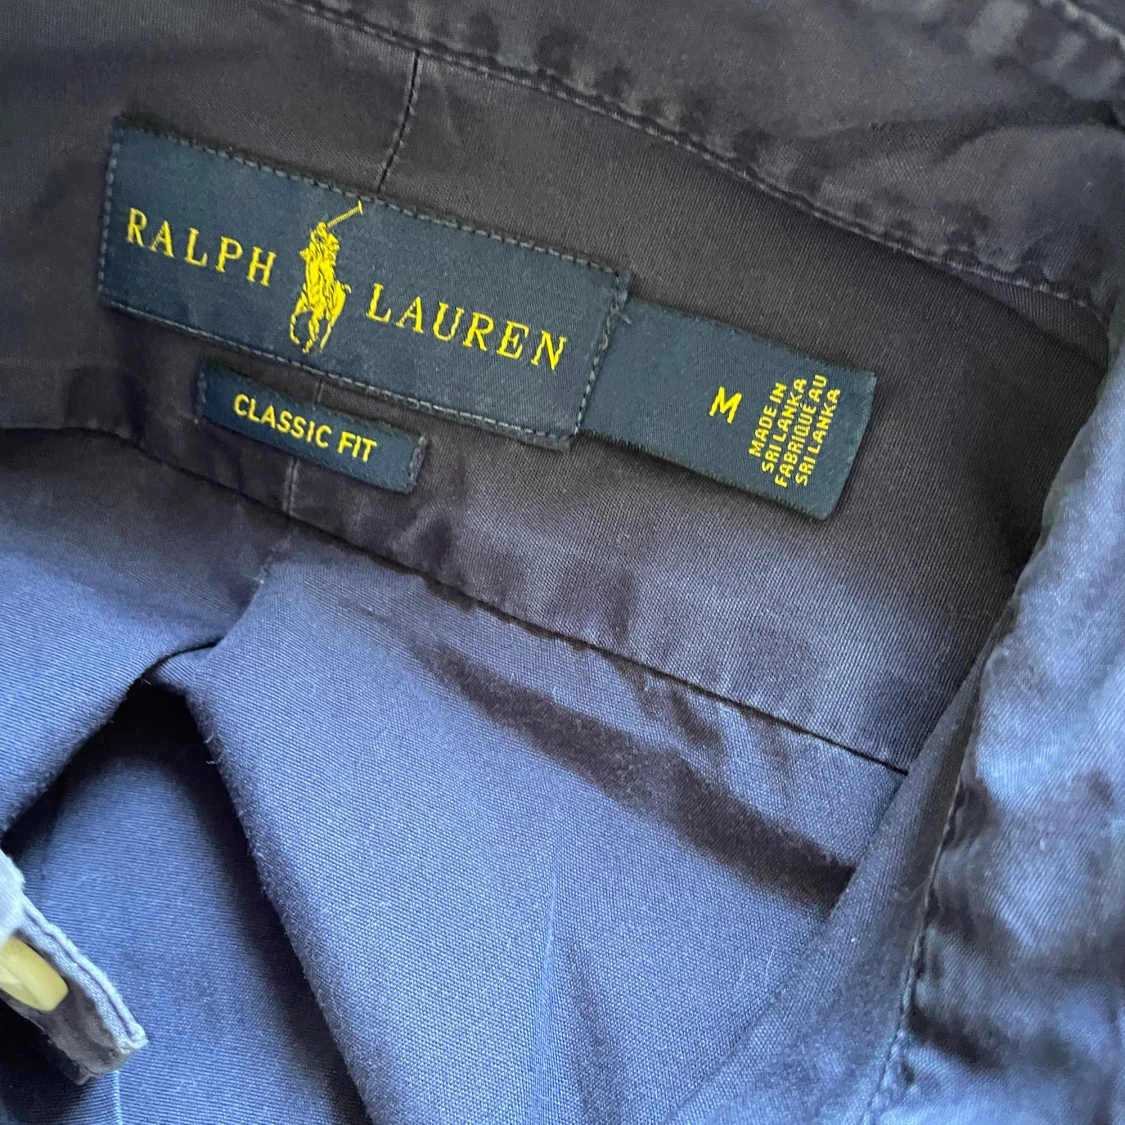 RALPH LAUREN
CLASSIC FIT
M
MADE IN
SRI LANKA
FABRIQUÉ AU
SRI LANKA